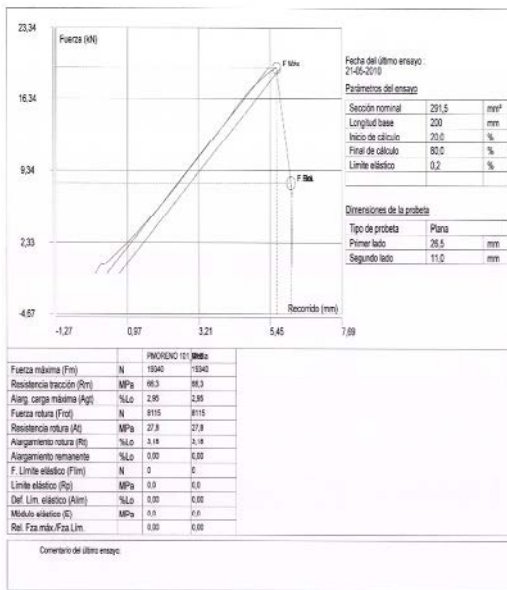 23,34
Fuerza (kN)
16,34
9,34
2,33
-4,67
F. Máx
Recorrido (mm)
-1,27 0,97 3,21 5,45 7,69
Fecha del último ensayo :
21-05-2010
Parámetros del ensayo
Sección nominal 291,5 mm²
Longitud base 200 mm
Inicio de cálculo 20,0 %
Final de cálculo 80,0 %
Límite elástico 0,2 %
Dimensiones de la probeta
Tipo de probeta Plana
Primer lado 26,5 mm
Segundo lado 11,0 mm
PMORENO 101
Fuerza máxima (Fm) N 19340 19340
Resistencia tracción (Rm) MPa 66,3 66,3
Alarg. carga máxima (Agt) %Lo 2,95 2,95
Fuerza rotura (Frot) N 8115 8115
Resistencia rotura (At) MPa 27,8 27,8
Alargamiento rotura (Rt) %Lo 3,18 3,18
Alargamiento remanente %Lo 0,00 0,00
F. Límite elástico (Flim) N 0 0
Límite elástico (Rp) MPa 0,0 0,0
Def. Lím. elástico (Alim) %Lo 0,00 0,00
Módulo elástico (E) MPa 0,0 0,0
Rel. Fza.máx./Fza.Lím. 0,00 0,00
Comentario del último ensayo: